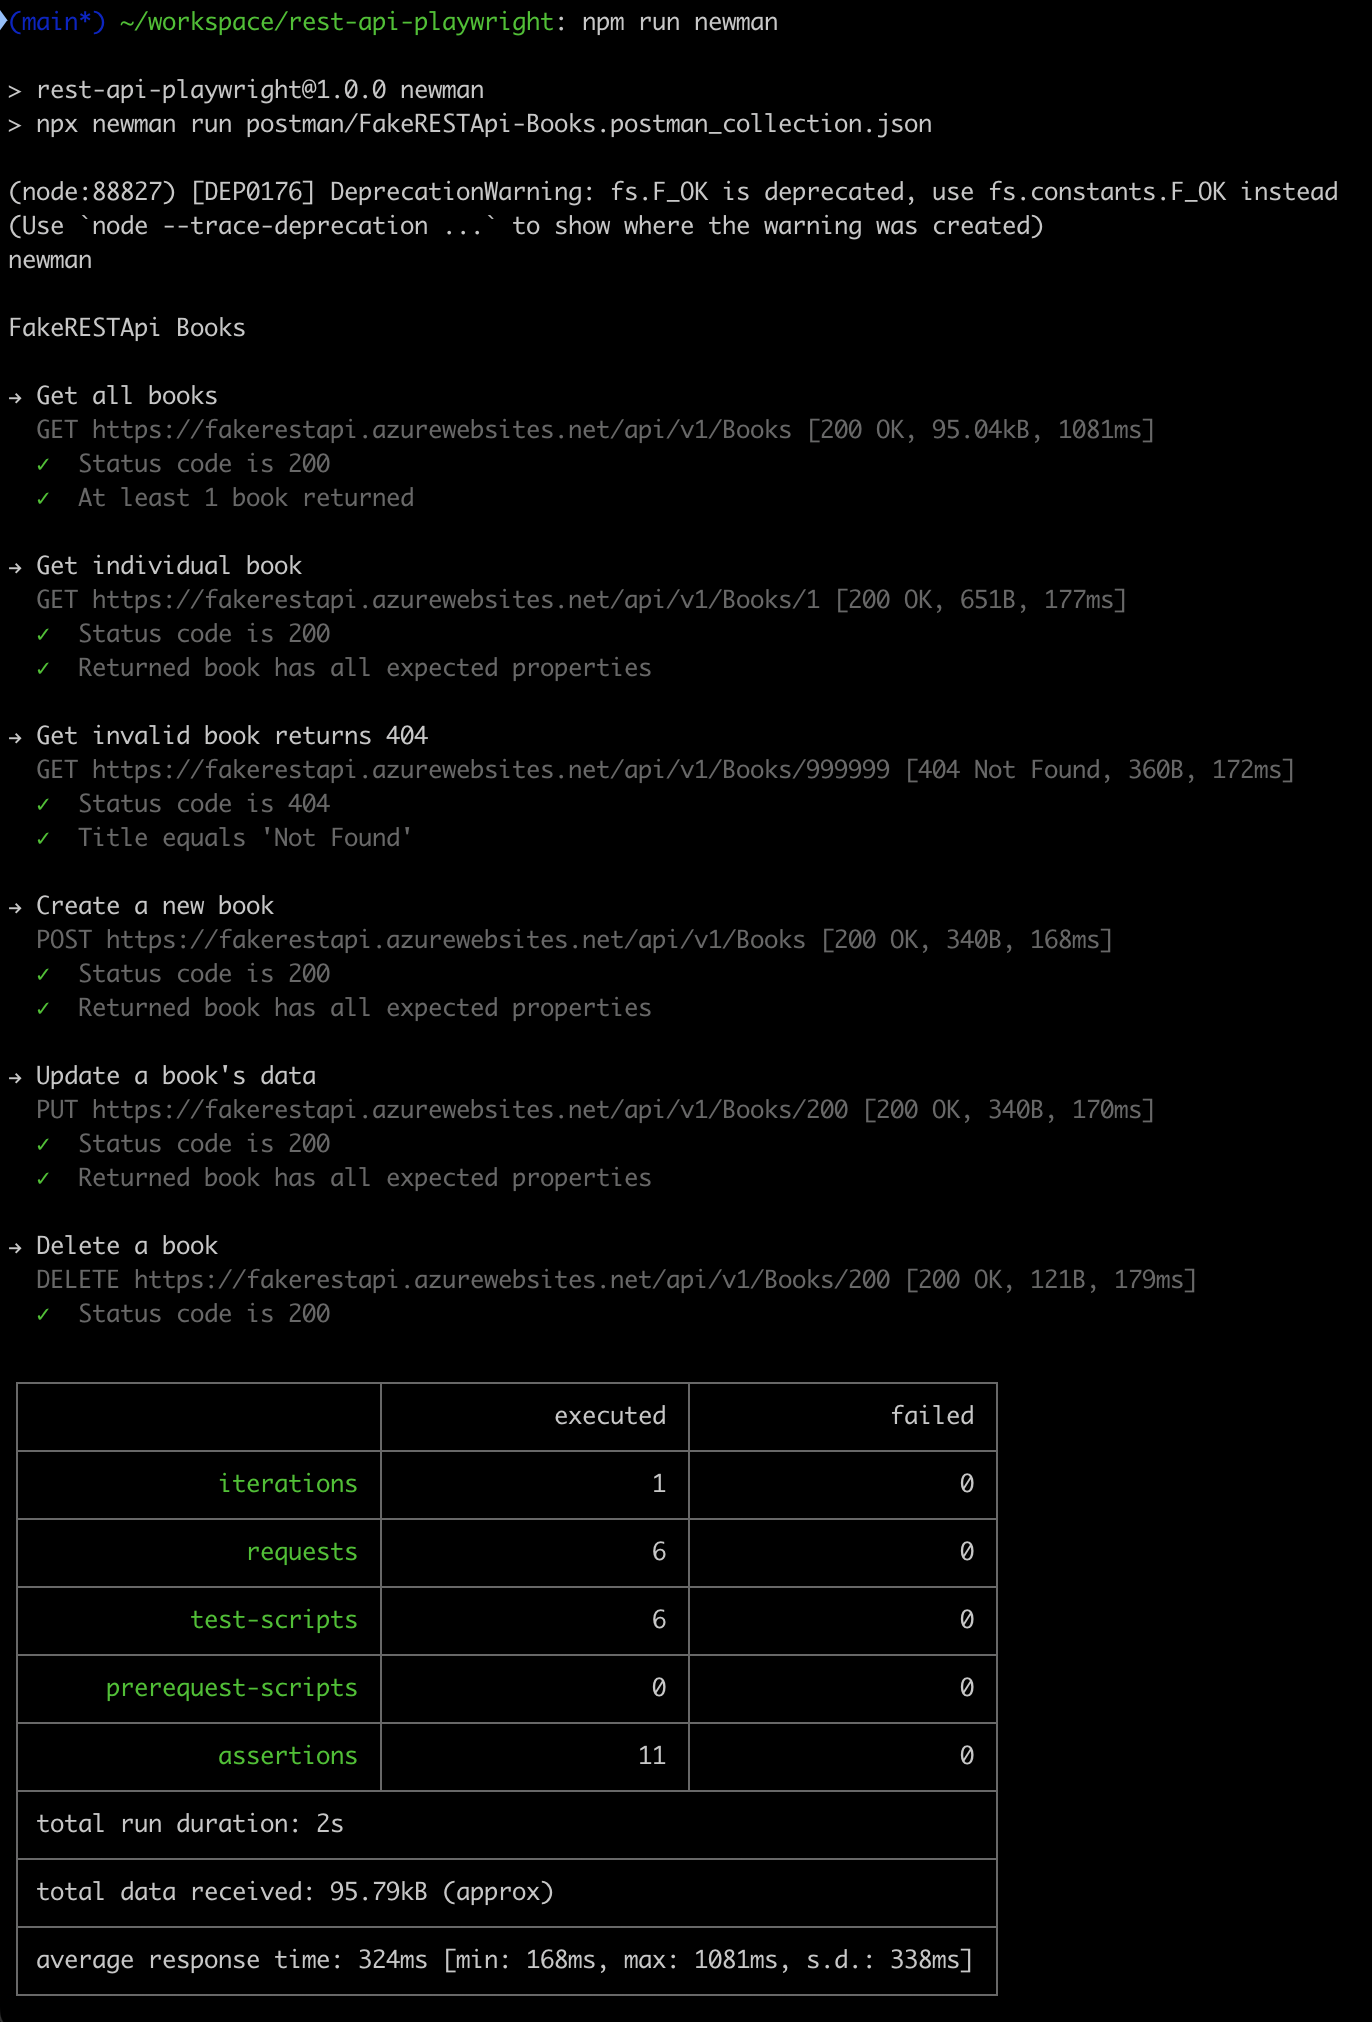 (main*) ~/workspace/rest-api-playwright: npm run newman
> rest-api-playwright@1.0.0 newman
> npx newman run postman/FakeRESTApi-Books.postman_collection.json
(node:88827) [DEP0176] DeprecationWarning: fs.F_OK is deprecated, use fs.constants.F_OK instead
(Use `node --trace-deprecation ...` to show where the warning was created)
newman
FakeRESTApi Books
→ Get all books
GET https://fakerestapi.azurewebsites.net/api/v1/Books [200 OK, 95.04kB, 1081ms]
✓ Status code is 200
✓ At least 1 book returned
→ Get individual book
GET https://fakerestapi.azurewebsites.net/api/v1/Books/1 [200 OK, 651B, 177ms]
✓ Status code is 200
✓ Returned book has all expected properties
→ Get invalid book returns 404
GET https://fakerestapi.azurewebsites.net/api/v1/Books/999999 [404 Not Found, 360B, 172ms]
✓ Status code is 404
✓ Title equals 'Not Found'
→ Create a new book
POST https://fakerestapi.azurewebsites.net/api/v1/Books [200 OK, 340B, 168ms]
✓ Status code is 200
✓ Returned book has all expected properties
→ Update a book's data
PUT https://fakerestapi.azurewebsites.net/api/v1/Books/200 [200 OK, 340B, 170ms]
✓ Status code is 200
✓ Returned book has all expected properties
→ Delete a book
DELETE https://fakerestapi.azurewebsites.net/api/v1/Books/200 [200 OK, 121B, 179ms]
✓ Status code is 200
executed failed
iterations 1 0
requests 6 0
test-scripts 6 0
prerequest-scripts 0 0
assertions 11 0
total run duration: 2s
total data received: 95.79kB (approx)
average response time: 324ms [min: 168ms, max: 1081ms, s.d.: 338ms]